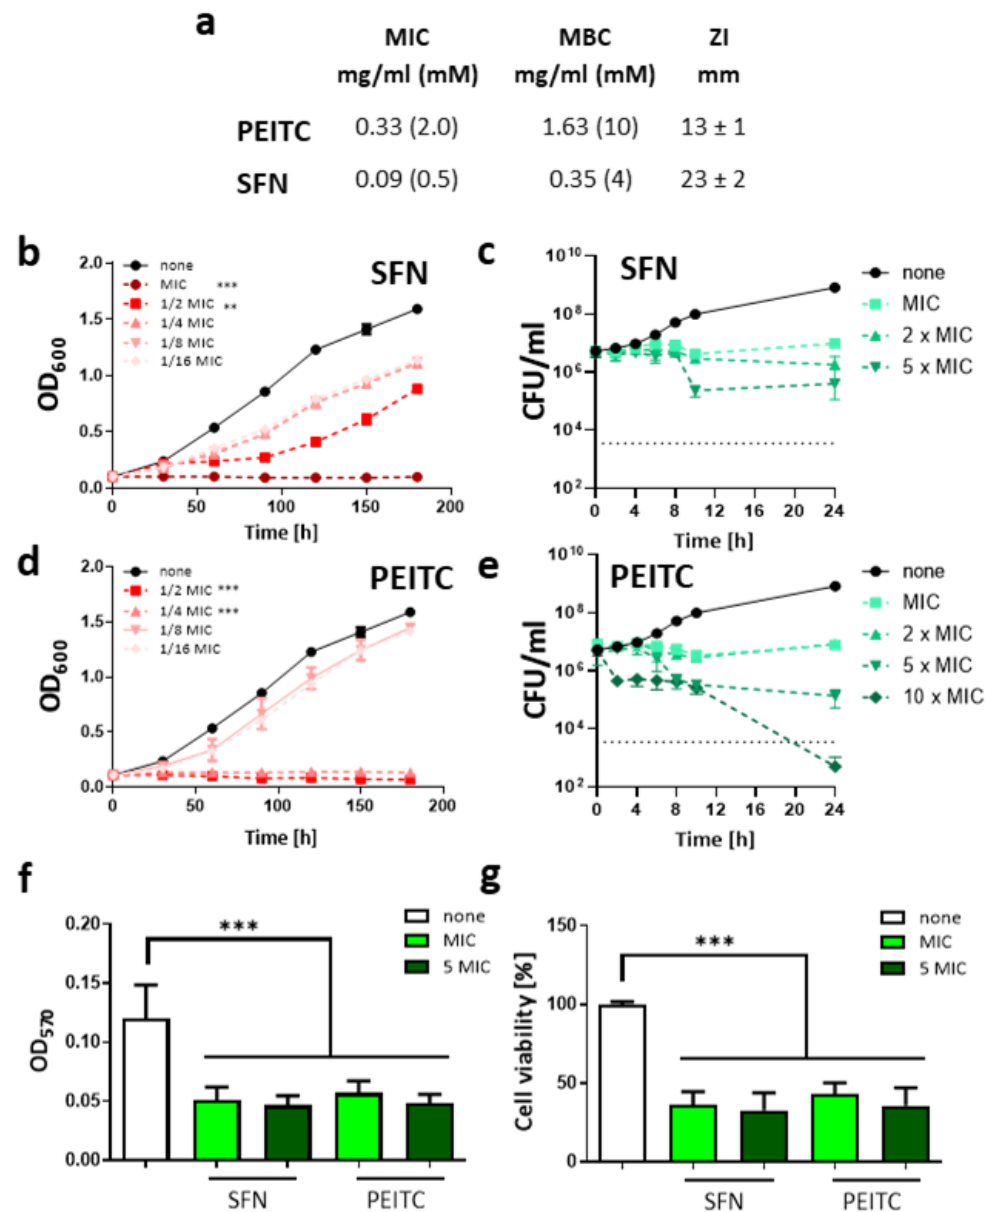 a
MIC MBC ZI
mg/ml (mM) mg/ml (mM) mm
PEITC 0.33 (2.0) 1.63 (10) 13 ± 1
SFN 0.09 (0.5) 0.35 (4) 23 ± 2
b
SFN
none
MIC ***
1/2 MIC **
1/4 MIC
1/8 MIC
1/16 MIC
OD600
2.0
1.5
1.0
0.5
0.0
0 50 100 150 200
Time [h]
c
SFN
none
MIC
2 x MIC
5 x MIC
CFU/ml
10^10
10^8
10^6
10^4
10^2
0 4 8 12 16 20 24
Time [h]
d
PEITC
none
1/2 MIC ***
1/4 MIC ***
1/8 MIC
1/16 MIC
OD600
2.0
1.5
1.0
0.5
0.0
0 50 100 150 200
Time [h]
e
PEITC
none
MIC
2 x MIC
5 x MIC
10 x MIC
CFU/ml
10^10
10^8
10^6
10^4
10^2
0 4 8 12 16 20 24
Time [h]
f
***
none
MIC
5 MIC
OD570
0.20
0.15
0.10
0.05
0.00
SFN PEITC
g
***
none
MIC
5 MIC
Cell viability [%]
150
100
50
0
SFN PEITC